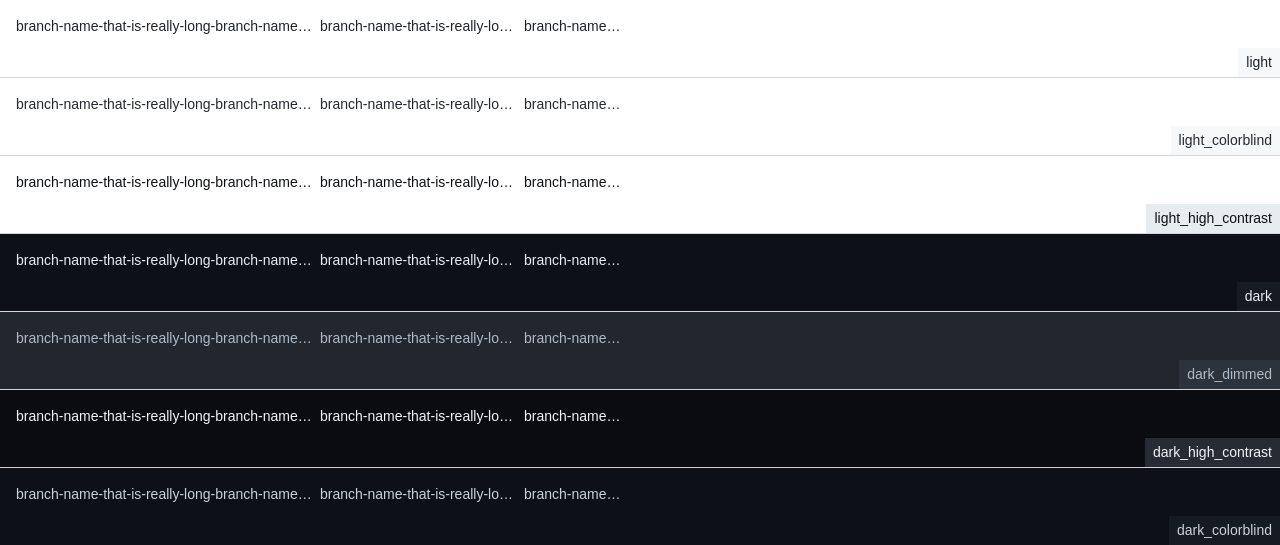 branch-name-that-is-really-long-branch-name… branch-name-that-is-really-lo… branch-name…
light
branch-name-that-is-really-long-branch-name… branch-name-that-is-really-lo… branch-name…
light_colorblind
branch-name-that-is-really-long-branch-name… branch-name-that-is-really-lo… branch-name…
light_high_contrast
branch-name-that-is-really-long-branch-name… branch-name-that-is-really-lo… branch-name…
dark
branch-name-that-is-really-long-branch-name… branch-name-that-is-really-lo… branch-name…
dark_dimmed
branch-name-that-is-really-long-branch-name… branch-name-that-is-really-lo… branch-name…
dark_high_contrast
branch-name-that-is-really-long-branch-name… branch-name-that-is-really-lo… branch-name…
dark_colorblind